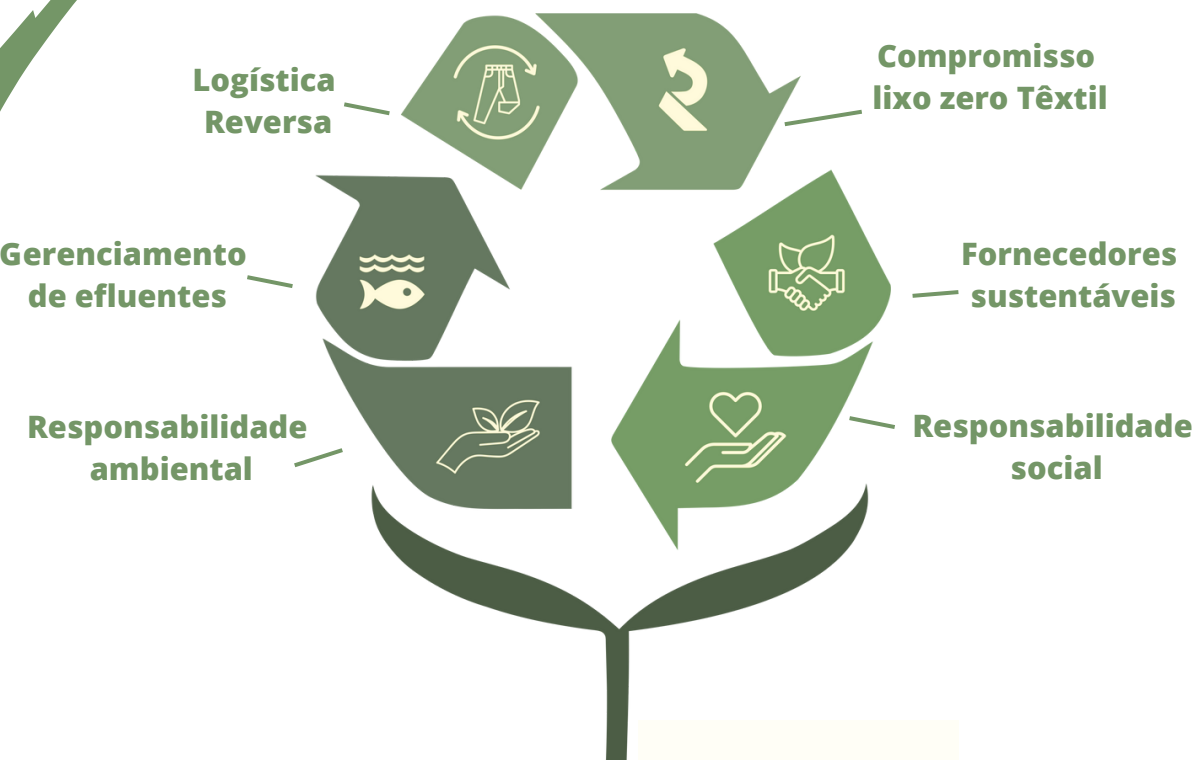 Logística
Reversa
Compromisso
lixo zero Têxtil
Gerenciamento
de efluentes
Fornecedores
sustentáveis
Responsabilidade
ambiental
Responsabilidade
social